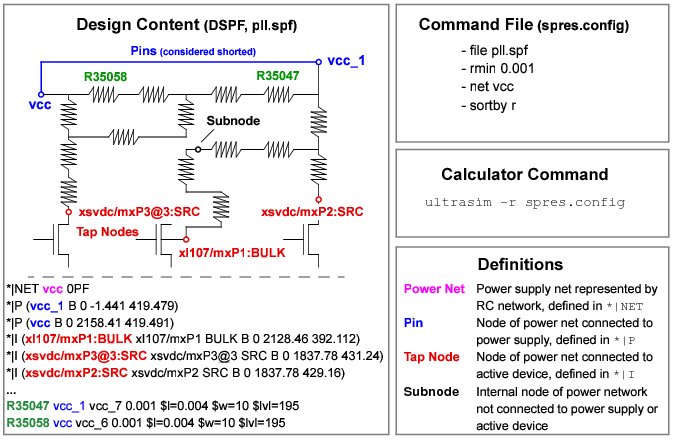 Design Content (DSPF, pll.spf)
Pins (considered shorted)
vcc_1
R35058
R35047
vcc
Subnode
xsvdc/mxP3@3:SRC
xsvdc/mxP2:SRC
Tap Nodes
xl107/mxP1:BULK
*|NET vcc 0PF
*|P (vcc_1 B 0 -1.441 419.479)
*|P (vcc B 0 2158.41 419.491)
*|I (xl107/mxP1:BULK xl107/mxP1 BULK B 0 2128.46 392.112)
*|I (xsvdc/mxP3@3:SRC xsvdc/mxP3@3 SRC B 0 1837.78 431.24)
*|I (xsvdc/mxP2:SRC xsvdc/mxP2 SRC B 0 1837.78 429.16)
...
R35047 vcc_1 vcc_7 0.001 $l=0.004 $w=10 $lvl=195
R35058 vcc vcc_6 0.001 $l=0.004 $w=10 $lvl=195
Command File (spres.config)
- file pll.spf
- rmin 0.001
- net vcc
- sortby r
Calculator Command
ultrasim -r spres.config
Definitions
Power Net Power supply net represented by
RC network, defined in *|NET
Pin Node of power net connected to
power supply, defined in *|P
Tap Node Node of power net connected to
active device, defined in *|I
Subnode Internal node of power network
not connected to power supply or
active device